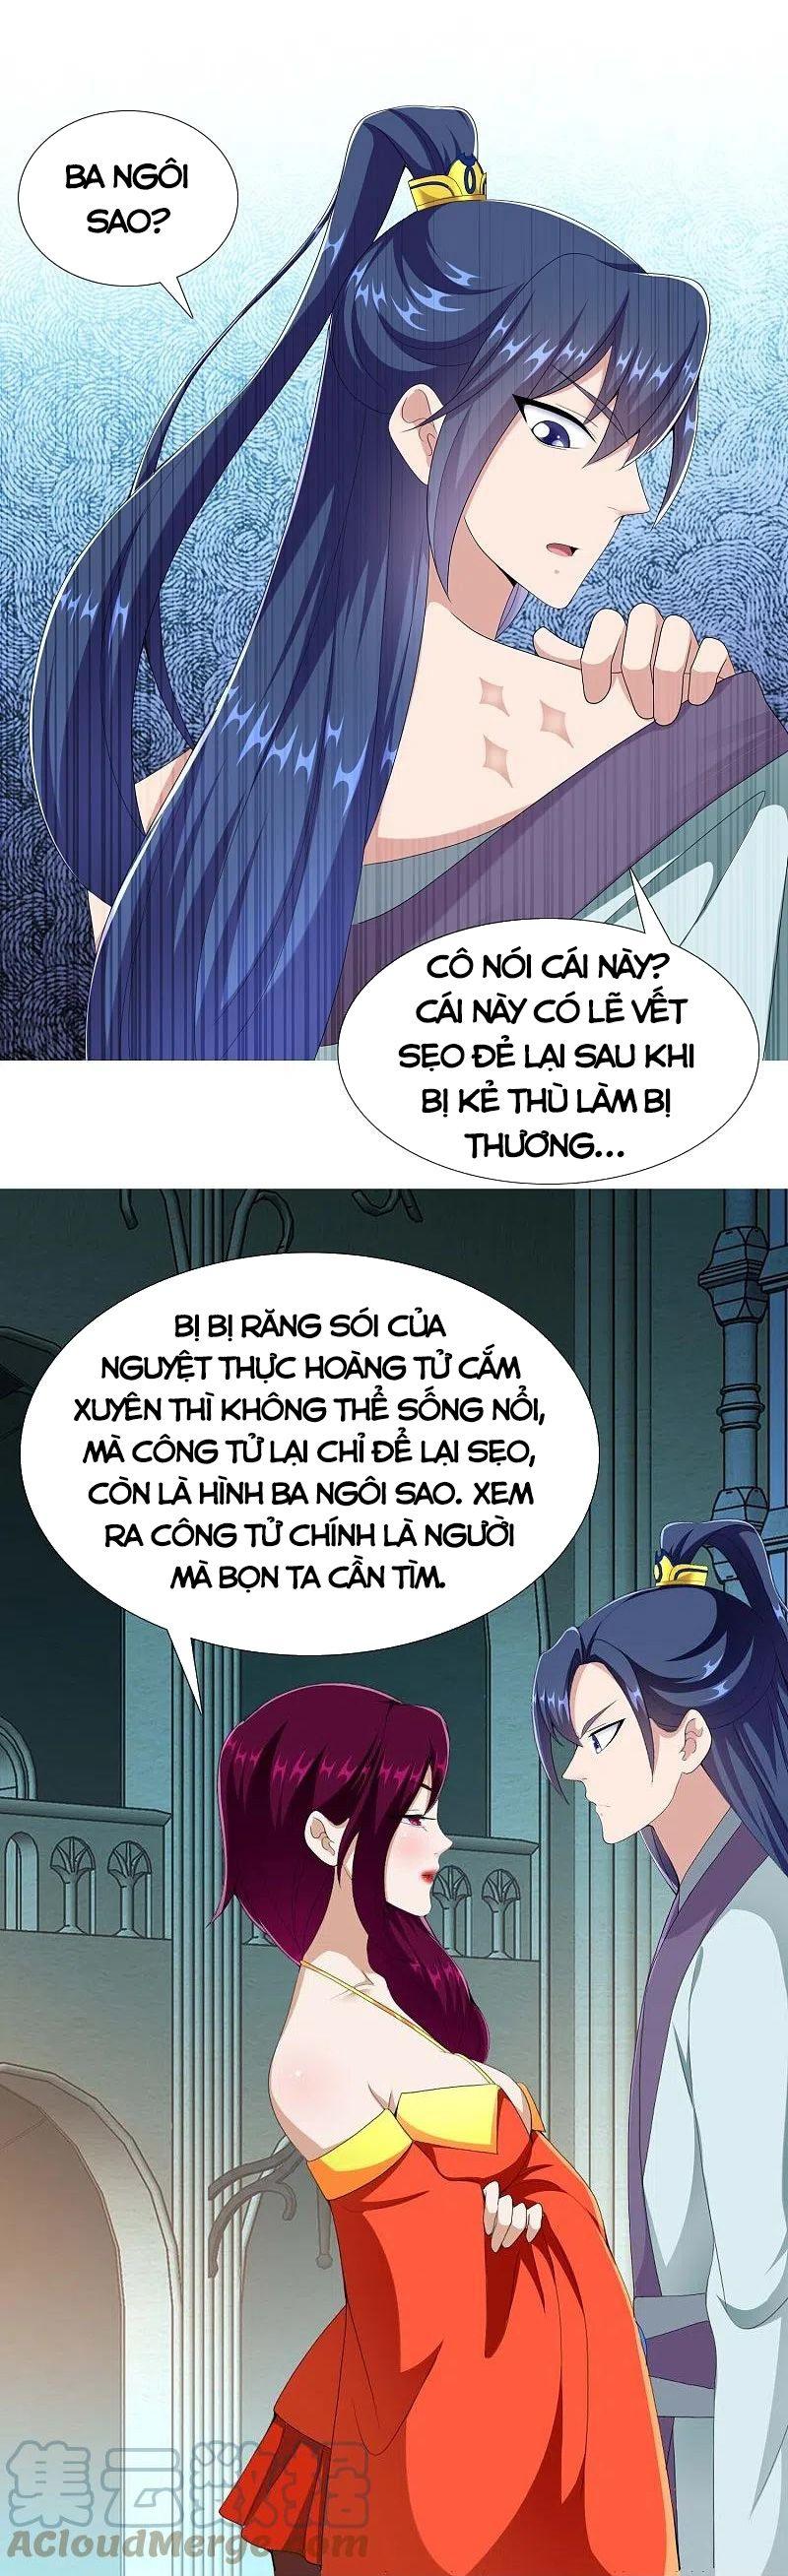 BA NGÔI
SAO?
CÔ NÓI CÁI NÀY?
CÁI NÀY CÓ LẼ VẾT
SẸO ĐẺ LẠI SAU KHI
BỊ KẺ THÙ LÀM BỊ
THƯƠNG...
BỊ BỊ RĂNG SÓI CỦA
NGUYỆT THỰC HOÀNG TỬ CẮM
XUYÊN THÌ KHÔNG THỂ SỐNG NỔI,
MÀ CÔNG TỬ LẠI CHỈ ĐỂ LẠI SẸO,
CÒN LÀ HÌNH BA NGÔI SAO. XEM
RA CÔNG TỬ CHÍNH LÀ NGƯỜI
MÀ BỌN TA CẦN TÌM.
集云数据
ACloudMerge.com